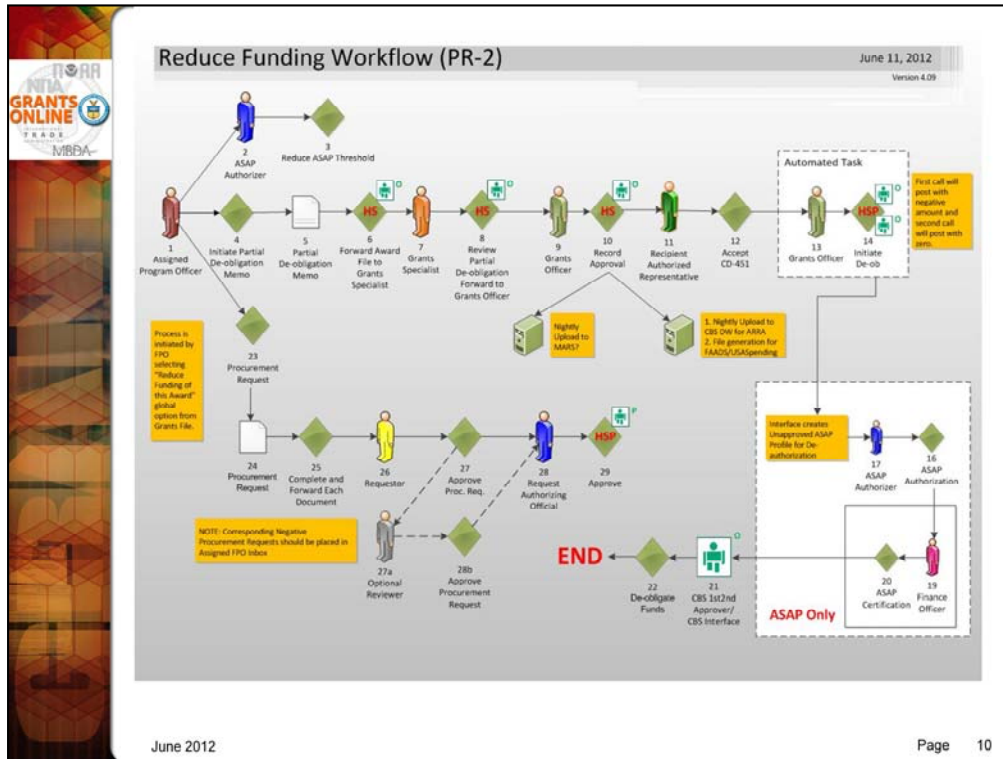 NOAA
NTIA
GRANTS
ONLINE
TRADE
MBDA
Reduce Funding Workflow (PR-2)
June 11, 2012
Version 4.09
2
ASAP
Authorizer
3
Reduce ASAP Threshold
1
Assigned
Program Officer
4
Initiate Partial
De-obligation
Memo
5
Partial
De-obligation
Memo
HS
O
6
Forward Award
File to
Grants
Specialist
7
Grants
Specialist
HS
O
8
Review
Partial
De-obligation
Forward to
Grants Officer
9
Grants
Officer
HS
O
10
Record
Approval
11
Recipient
Authorized
Representative
12
Accept
CD-451
Automated Task
13
Grants Officer
HSP
O
O
14
Initiate
De-ob
First call will
post with
negative
amount and
second call
will post with
zero.
Nightly
Upload to
MARS?
1. Nightly Upload to
CBS DW for ARRA
2. File generation for
FAADS/USASpending
Process is
initiated by
FPO
selecting
"Reduce
Funding of
this Award"
global
option from
Grants File.
23
Procurement
Request
24
Procurement
Request
25
Complete and
Forward Each
Document
26
Requestor
27
Approve
Proc. Req.
28
Request
Authorizing
Official
HSP
P
29
Approve
NOTE: Corresponding Negative
Procurement Requests should be placed in
Assigned FPO Inbox
27a
Optional
Reviewer
28b
Approve
Procurement
Request
Interface creates
Unapproved ASAP
Profile for De-
authorization
17
ASAP
Authorizer
16
ASAP
Authorization
19
Finance
Officer
20
ASAP
Certification
ASAP Only
O
21
CBS 1st2nd
Approver/
CBS Interface
22
De-obligate
Funds
END
June 2012
Page 10